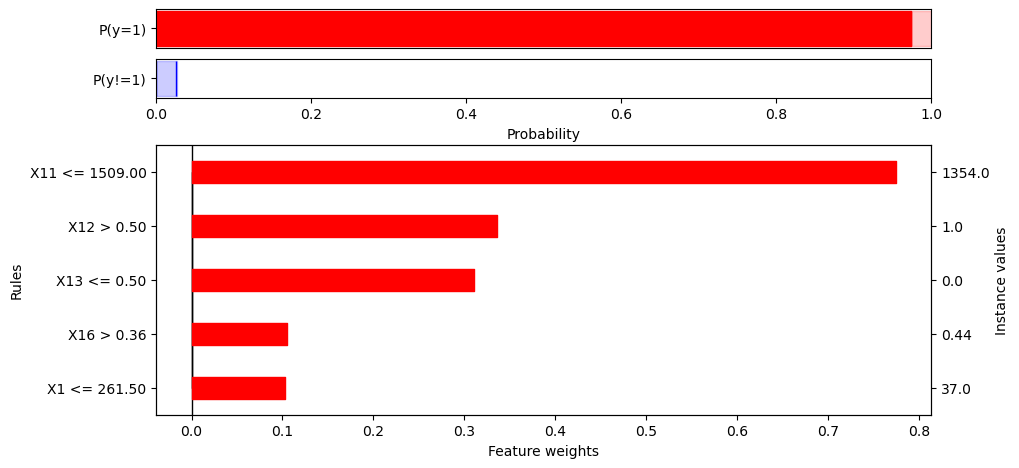 P(y=1)
P(y!=1)
0.0 0.2 0.4 0.6 0.8 1.0
Probability
X11 <= 1509.00 1354.0
X12 > 0.50 1.0
X13 <= 0.50 0.0
X16 > 0.36 0.44
X1 <= 261.50 37.0
Rules
Instance values
0.0 0.1 0.2 0.3 0.4 0.5 0.6 0.7 0.8
Feature weights